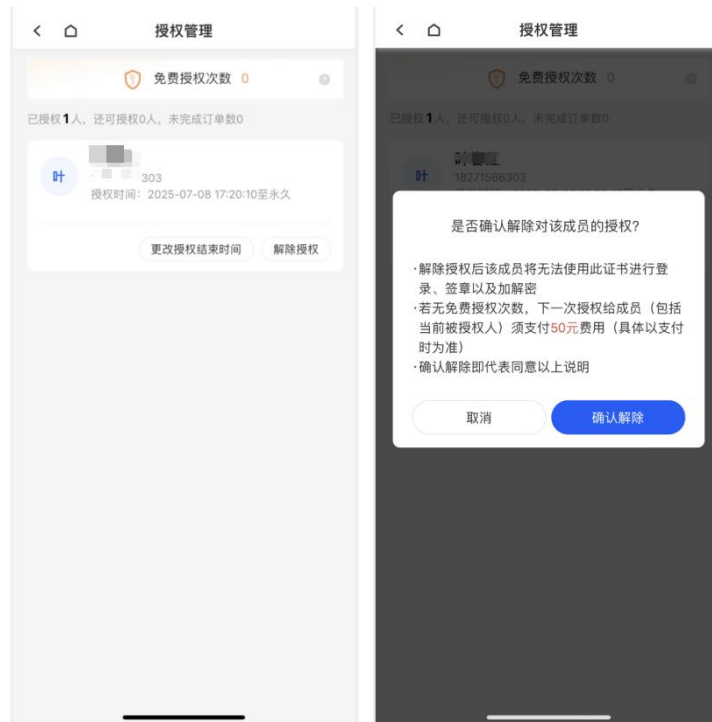 授权管理
免费授权次数 0
已授权1人，还可授权0人，未完成订单数0
叶
303
授权时间：2025-07-08 17:20:10至永久
更改授权结束时间
解除授权
授权管理
免费授权次数 0
已授权1人，还可授权0人，未完成订单数0
叶
18271566303
是否确认解除对该成员的授权?
·解除授权后该成员将无法使用此证书进行登
录、签章以及加解密
·若无免费授权次数，下一次授权给成员（包括
当前被授权人）须支付50元费用（具体以支付
时为准）
·确认解除即代表同意以上说明
取消
确认解除